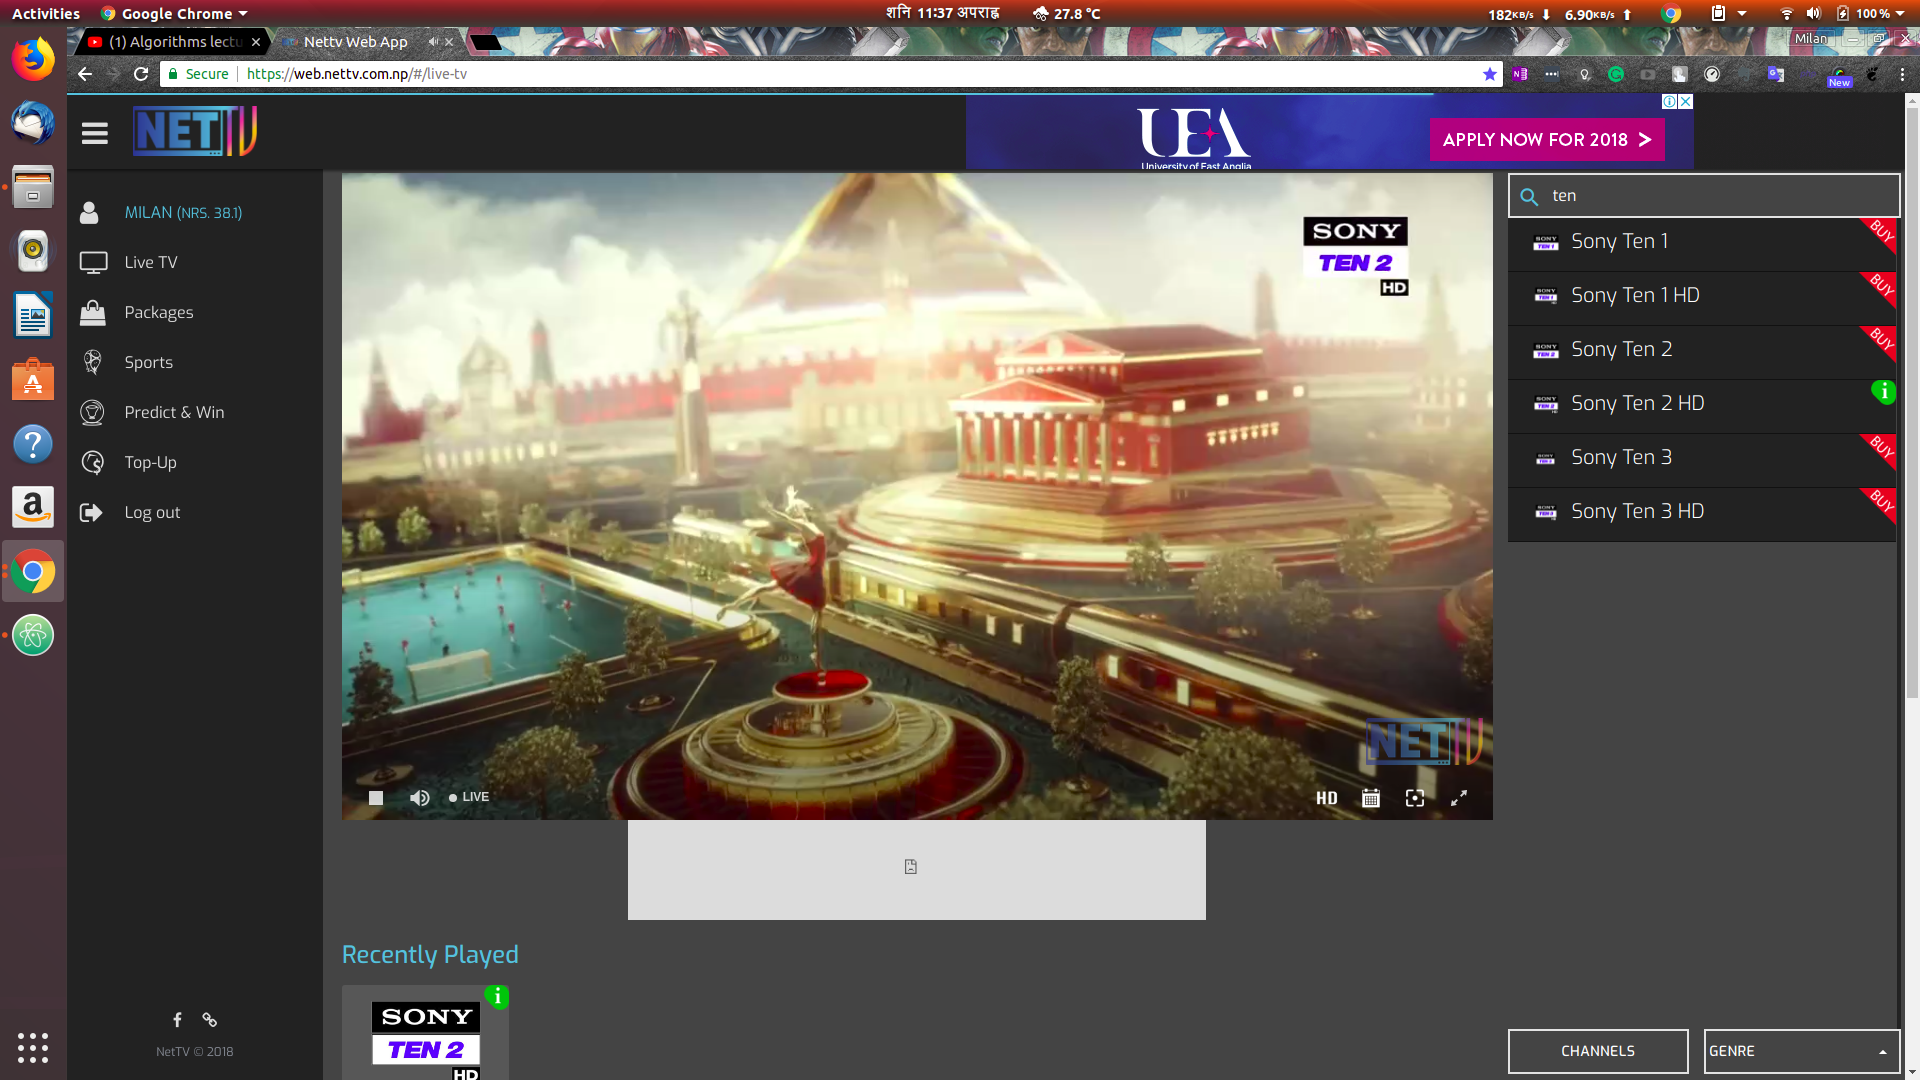 Activities
Google Chrome
शनि 11:37 अपराह्न
27.8 °C
182KB/s
6.90KB/s
100 %
(1) Algorithms lectu
Nettv Web App
Milan
Secure
https://web.nettv.com.np/#/live-tv
New
NETTV
UEA
University of East Anglia
APPLY NOW FOR 2018 >
MILAN (NRS. 38.1)
Live TV
Packages
Sports
Predict & Win
Top-Up
Log out
NetTV © 2018
SONY
TEN 2
HD
NETTV
LIVE
HD
ten
Sony Ten 1
BUY
Sony Ten 1 HD
BUY
Sony Ten 2
BUY
Sony Ten 2 HD
Sony Ten 3
BUY
Sony Ten 3 HD
BUY
Recently Played
SONY
TEN 2
HD
CHANNELS
GENRE